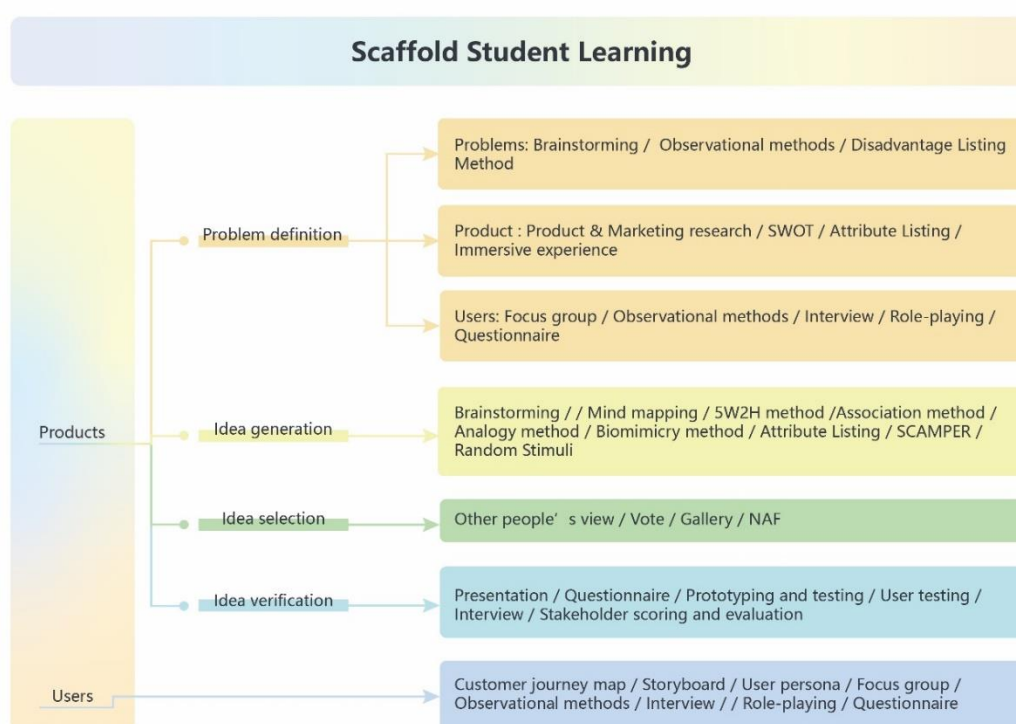 Scaffold Student Learning
Problems: Brainstorming /  Observational methods / Disadvantage Listing
Method
Problem definition
Product : Product & Marketing research / SWOT / Attribute Listing /
Immersive experience
Users: Focus group / Observational methods / Interview / Role-playing /
Questionnaire
Products
Idea generation
Brainstorming / / Mind mapping / 5W2H method /Association method /
Analogy method / Biomimicry method / Attribute Listing / SCAMPER /
Random Stimuli
Idea selection
Other people’ s view / Vote / Gallery / NAF
Idea verification
Presentation / Questionnaire / Prototyping and testing / User testing /
Interview / Stakeholder scoring and evaluation
Users
Customer journey map / Storyboard / User persona / Focus group /
Observational methods / Interview / / Role-playing / Questionnaire